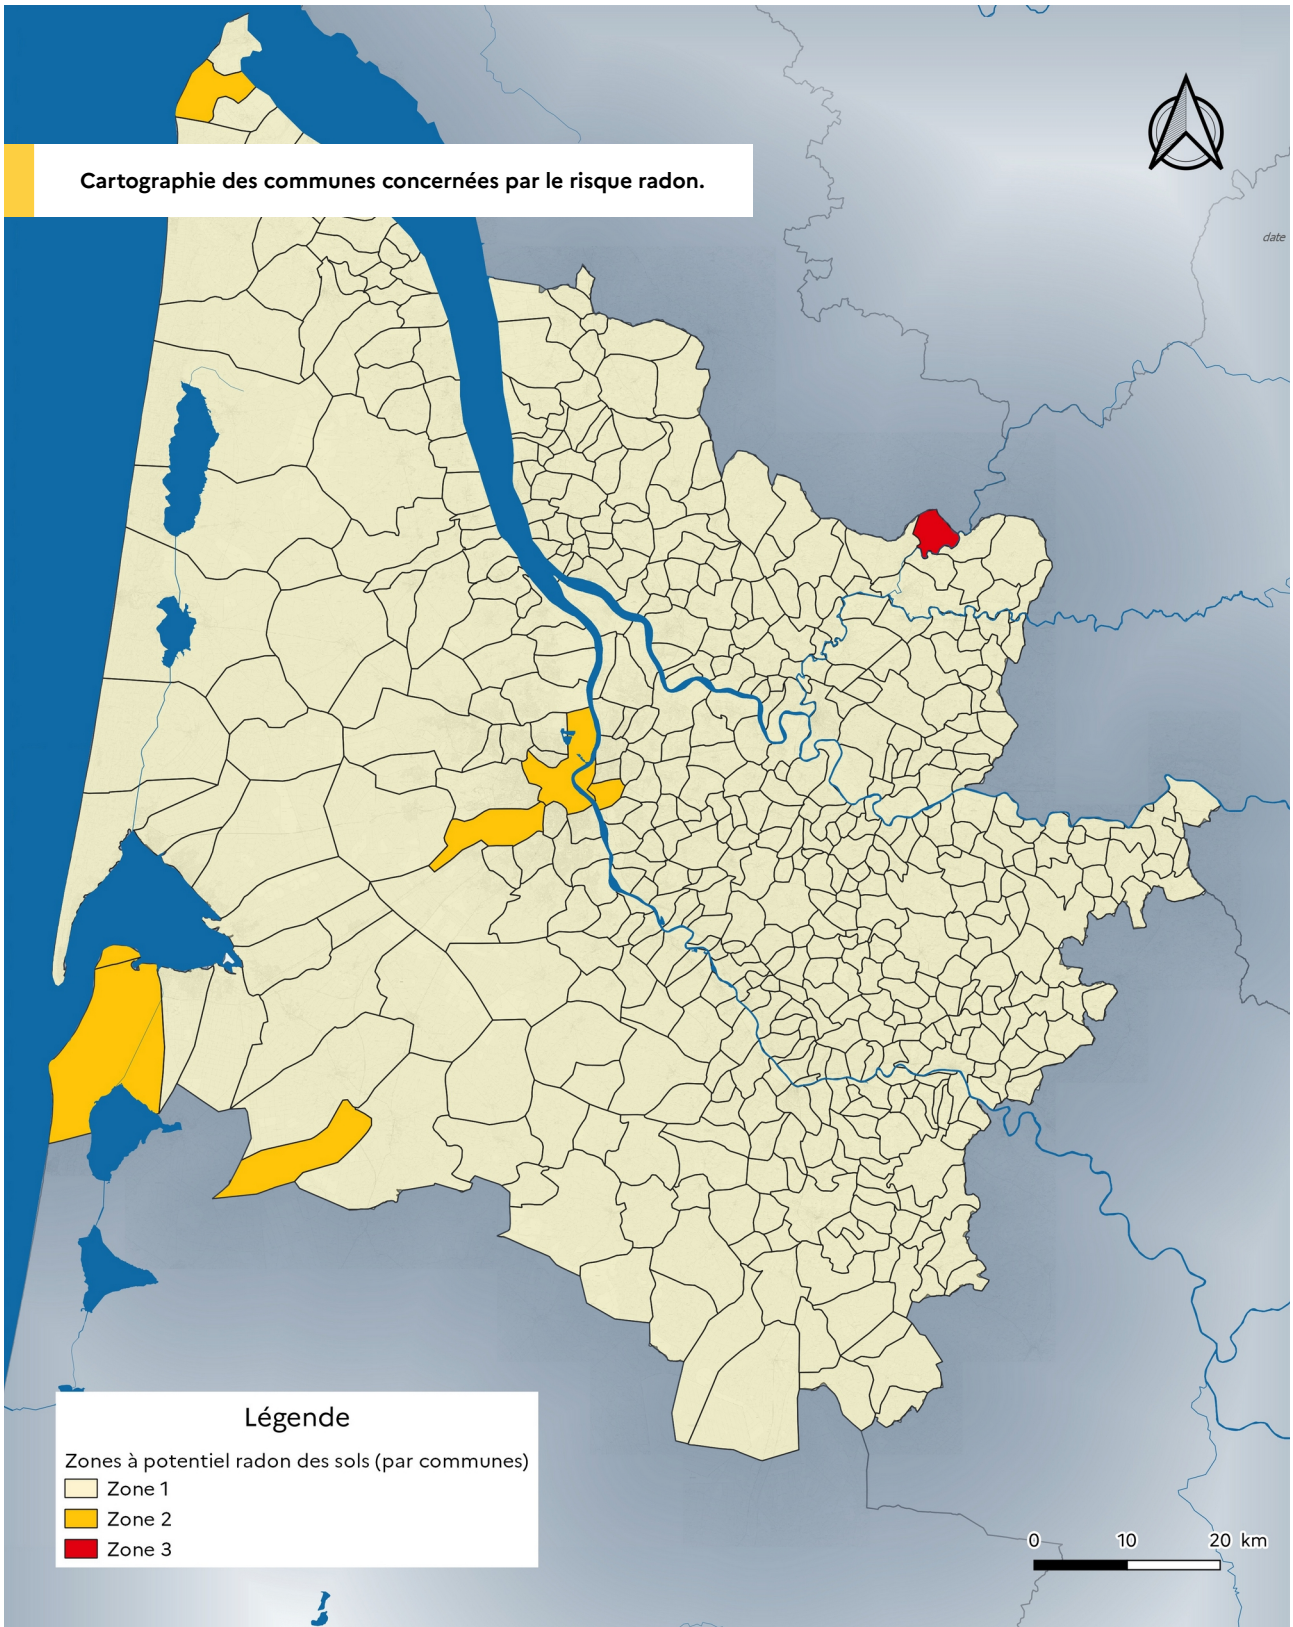 Cartographie des communes concernées par le risque radon.
date
Légende
Zones à potentiel radon des sols (par communes)
Zone 1
Zone 2
Zone 3
0 10 20 km